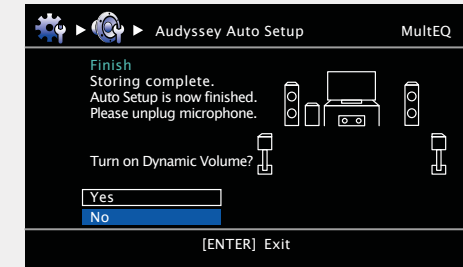 Audyssey Auto Setup MultEQ
Finish
Storing complete.
Auto Setup is now finished.
Please unplug microphone.
Turn on Dynamic Volume?
Yes
No
[ENTER] Exit